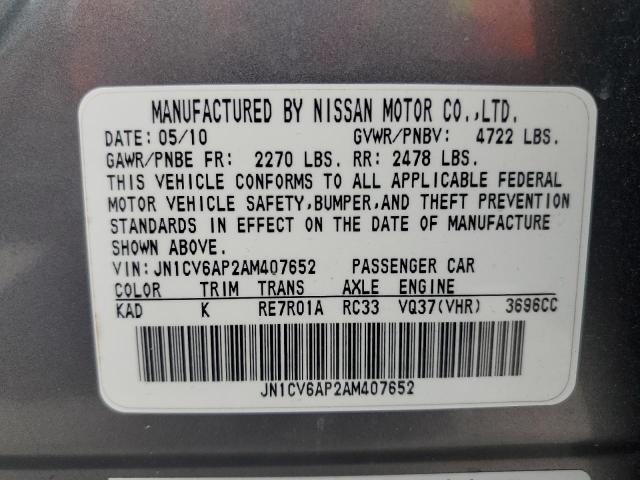 MANUFACTURED BY NISSAN MOTOR CO.,LTD.
DATE: 05/10 GVWR/PNBV: 4722 LBS.
GAWR/PNBE FR: 2270 LBS. RR: 2478 LBS.
THIS VEHICLE CONFORMS TO ALL APPLICABLE FEDERAL
MOTOR VEHICLE SAFETY,BUMPER,AND THEFT PREVENTION
STANDARDS IN EFFECT ON THE DATE OF MANUFACTURE
SHOWN ABOVE.
VIN:JN1CV6AP2AM407652 PASSENGER CAR
COLOR TRIM TRANS AXLE ENGINE
KAD K RE7R01A RC33 VQ37(VHR) 3696CC
JN1CV6AP2AM407652